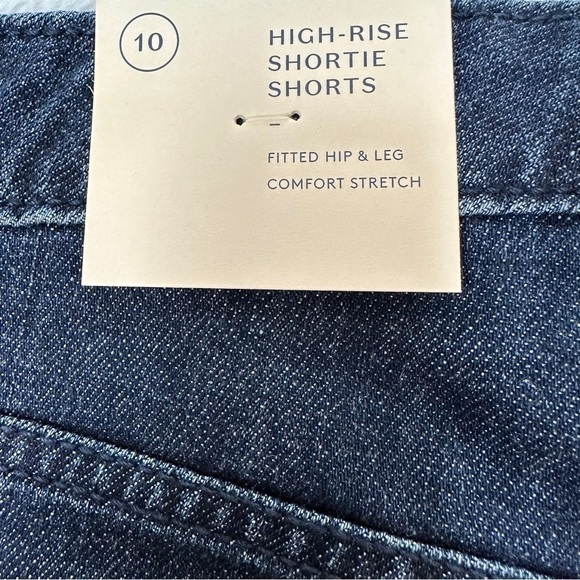 10
HIGH-RISE
SHORTIE
SHORTS
–
FITTED HIP & LEG
COMFORT STRETCH